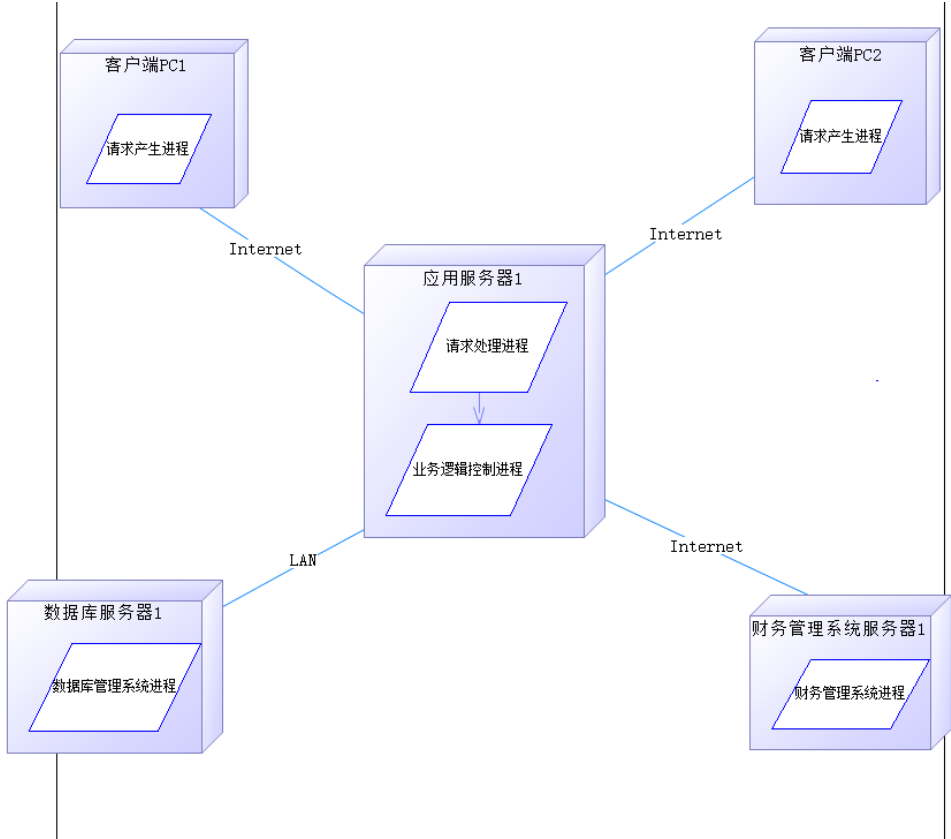 客户端PC1
请求产生进程
客户端PC2
请求产生进程
Internet
Internet
应用服务器1
请求处理进程
业务逻辑控制进程
Internet
LAN
数据库服务器1
数据库管理系统进程
财务管理系统服务器1
财务管理系统进程